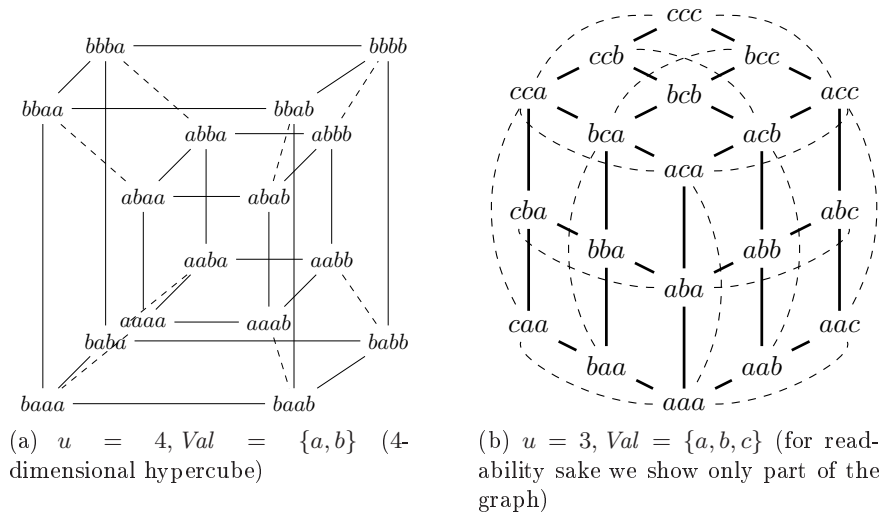 bbba bbbb
bbaa bbab
abba abbb
abaa abab
aaba aabb
aaaa aaab
baba babb
baaa baab
(a) u = 4, Val = {a, b} (4-
dimensional hypercube)
ccc
ccb bcc
cca bcb acc
bca acb
aca
cba abc
bba abb
aba
caa aac
baa aab
aaa
(b) u = 3, Val = {a, b, c} (for read-
ability sake we show only part of the
graph)